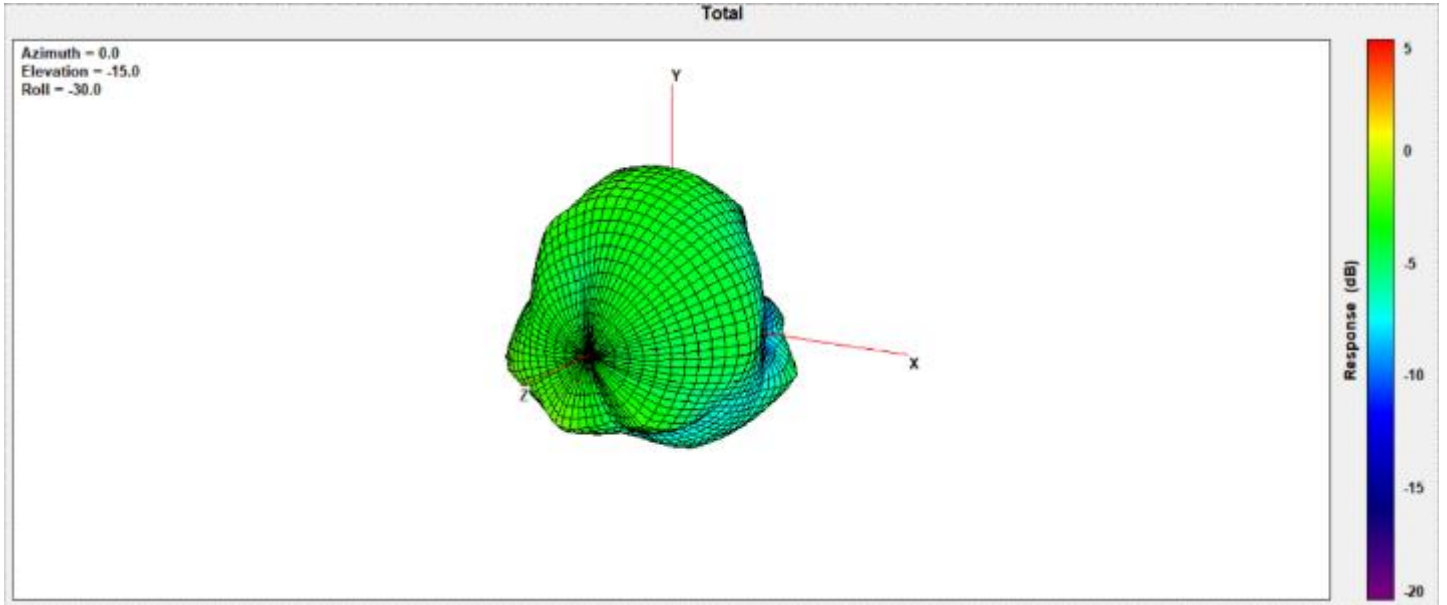 Total
Azimuth = 0.0
Elevation = -15.0
Roll = -30.0
Y
X
Z
5
0
-5
-10
-15
-20
Response (dB)